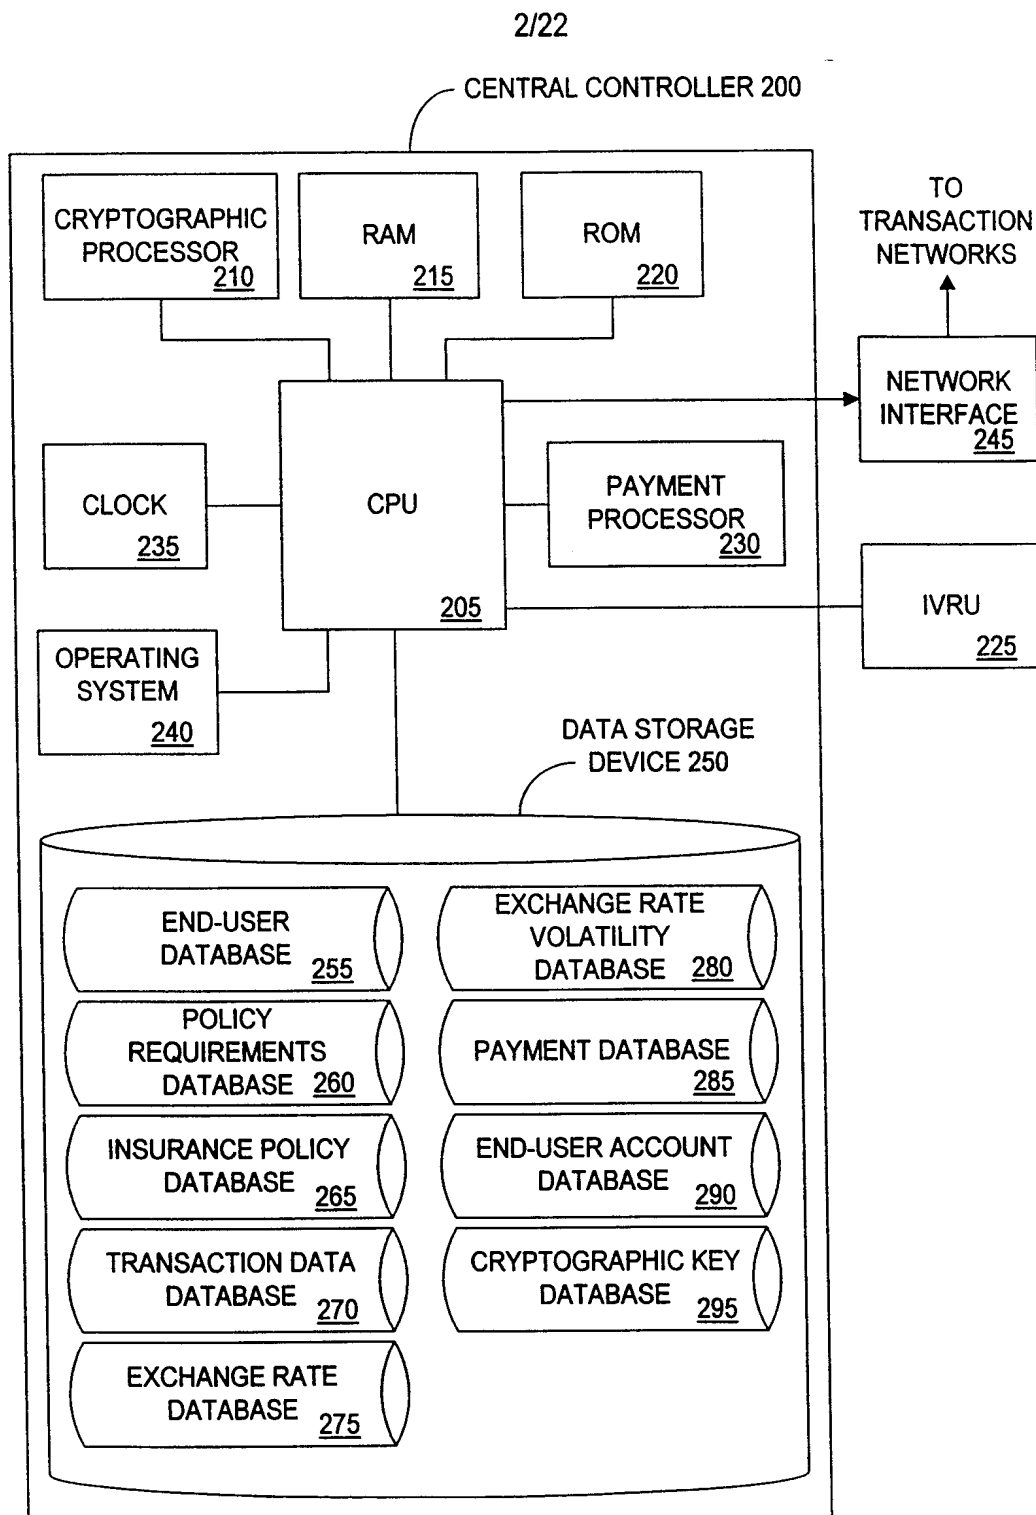 2/22
CENTRAL CONTROLLER 200
CRYPTOGRAPHIC
PROCESSOR
210
RAM
215
ROM
220
TO
TRANSACTION
NETWORKS
NETWORK
INTERFACE
245
CLOCK
235
CPU
205
PAYMENT
PROCESSOR
230
IVRU
225
OPERATING
SYSTEM
240
DATA STORAGE
DEVICE 250
END-USER
DATABASE 255
EXCHANGE RATE
VOLATILITY
DATABASE 280
POLICY
REQUIREMENTS
DATABASE 260
PAYMENT DATABASE
285
INSURANCE POLICY
DATABASE 265
END-USER ACCOUNT
DATABASE 290
TRANSACTION DATA
DATABASE 270
CRYPTOGRAPHIC KEY
DATABASE 295
EXCHANGE RATE
DATABASE 275